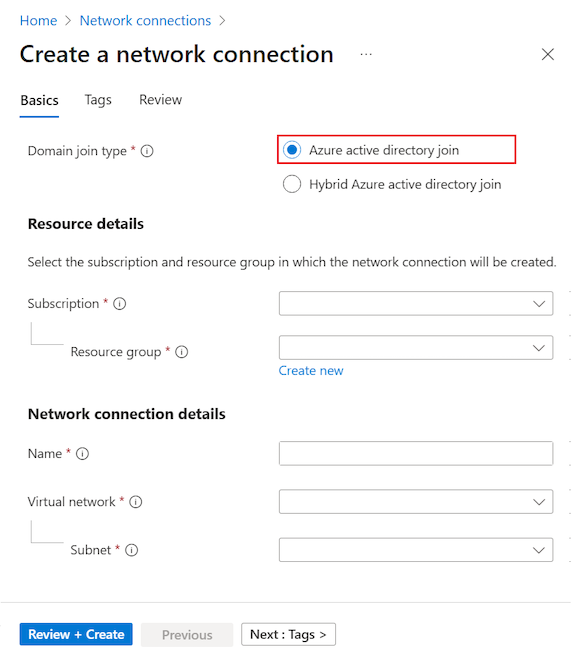 Home > Network connections >
Create a network connection ...
Basics Tags Review
Domain join type * Azure active directory join
Hybrid Azure active directory join
Resource details
Select the subscription and resource group in which the network connection will be created.
Subscription *
Resource group *
Create new
Network connection details
Name *
Virtual network *
Subnet *
Review + Create Previous Next : Tags >